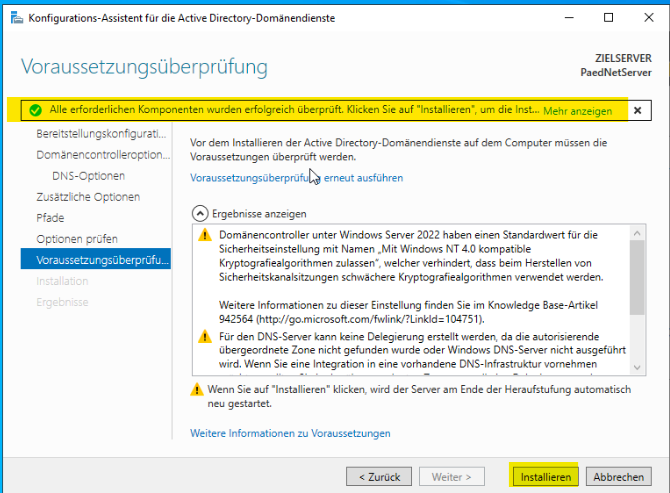 Konfigurations-Assistent für die Active Directory-Domänendienste
Voraussetzungsüberprüfung
ZIELSERVER
PaedNetServer
Alle erforderlichen Komponenten wurden erfolgreich überprüft. Klicken Sie auf "Installieren", um die Inst... Mehr anzeigen
Bereitstellungskonfigurati...
Domänencontrolleroption...
DNS-Optionen
Zusätzliche Optionen
Pfade
Optionen prüfen
Voraussetzungsüberprüfu...
Installation
Ergebnisse
Vor dem Installieren der Active Directory-Domänendienste auf dem Computer müssen die
Voraussetzungen überprüft werden.
Voraussetzungsüberprüfung erneut ausführen
Ergebnisse anzeigen
Domänencontroller unter Windows Server 2022 haben einen Standardwert für die
Sicherheitseinstellung mit Namen „Mit Windows NT 4.0 kompatible
Kryptografiealgorithmen zulassen“, welcher verhindert, dass beim Herstellen von
Sicherheitskanalsitzungen schwächere Kryptografiealgorithmen verwendet werden.
Weitere Informationen zu dieser Einstellung finden Sie im Knowledge Base-Artikel
942564 (http://go.microsoft.com/fwlink/?LinkId=104751).
Für den DNS-Server kann keine Delegierung erstellt werden, da die autorisierende
übergeordnete Zone nicht gefunden wurde oder Windows DNS-Server nicht ausgeführt
wird. Wenn Sie eine Integration in eine vorhandene DNS-Infrastruktur vornehmen
Wenn Sie auf "Installieren" klicken, wird der Server am Ende der Heraufstufung automatisch
neu gestartet.
Weitere Informationen zu Voraussetzungen
< Zurück
Weiter >
Installieren
Abbrechen